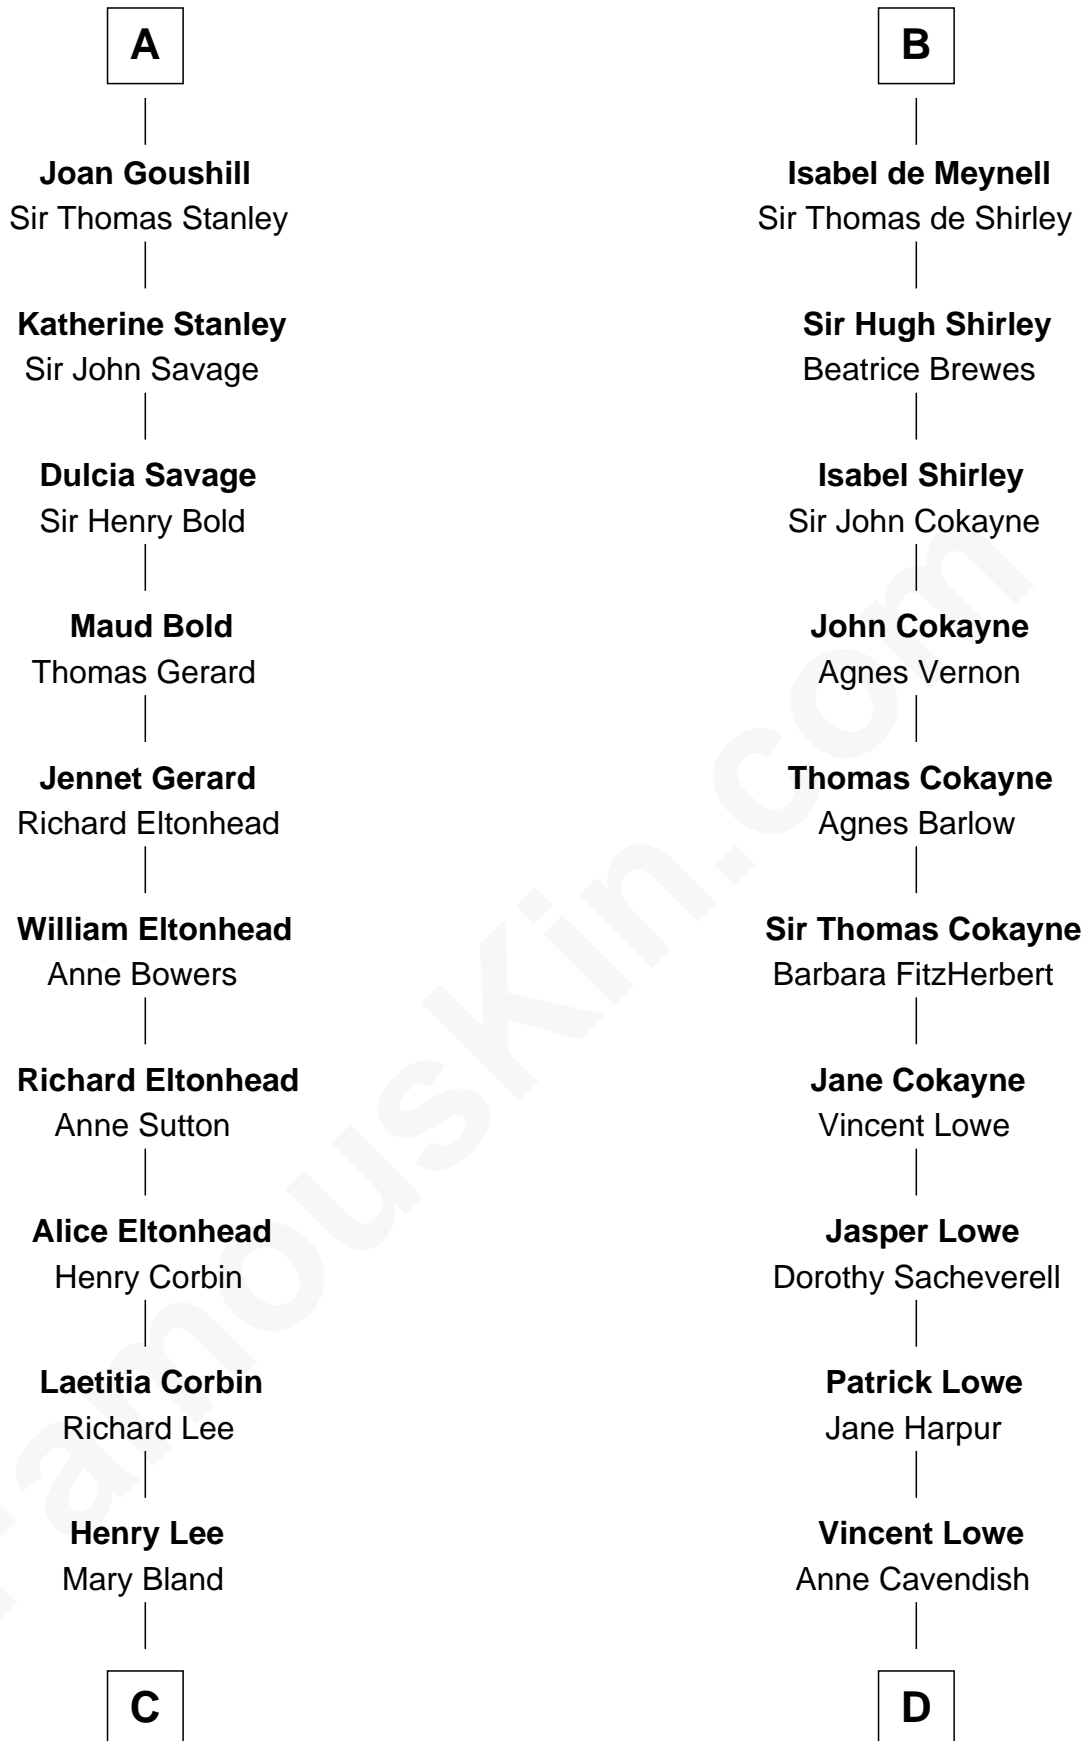 A
Joan Goushill
Sir Thomas Stanley
Katherine Stanley
Sir John Savage
Dulcia Savage
Sir Henry Bold
Maud Bold
Thomas Gerard
Jennet Gerard
Richard Eltonhead
William Eltonhead
Anne Bowers
Richard Eltonhead
Anne Sutton
Alice Eltonhead
Henry Corbin
Laetitia Corbin
Richard Lee
Henry Lee
Mary Bland
C
B
Isabel de Meynell
Sir Thomas de Shirley
Sir Hugh Shirley
Beatrice Brewes
Isabel Shirley
Sir John Cokayne
John Cokayne
Agnes Vernon
Thomas Cokayne
Agnes Barlow
Sir Thomas Cokayne
Barbara FitzHerbert
Jane Cokayne
Vincent Lowe
Jasper Lowe
Dorothy Sacheverell
Patrick Lowe
Jane Harpur
Vincent Lowe
Anne Cavendish
D
FamousKin.com